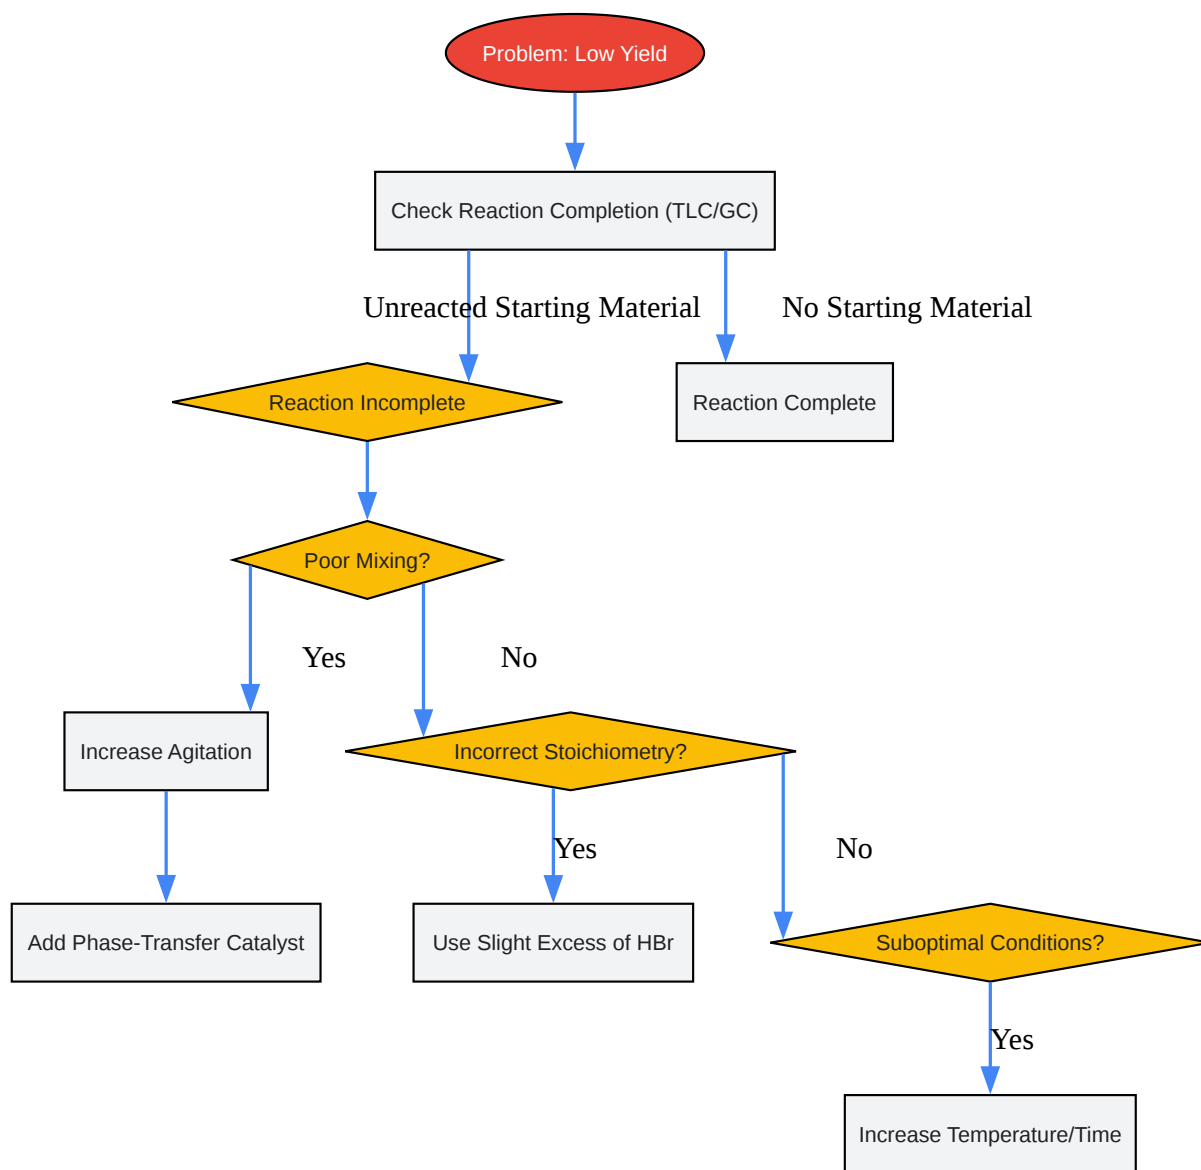 Problem: Low Yield
Check Reaction Completion (TLC/GC)
Unreacted Starting Material
No Starting Material
Reaction Incomplete
Reaction Complete
Poor Mixing?
Yes
No
Increase Agitation
Incorrect Stoichiometry?
Yes
No
Add Phase-Transfer Catalyst
Use Slight Excess of HBr
Suboptimal Conditions?
Yes
Increase Temperature/Time